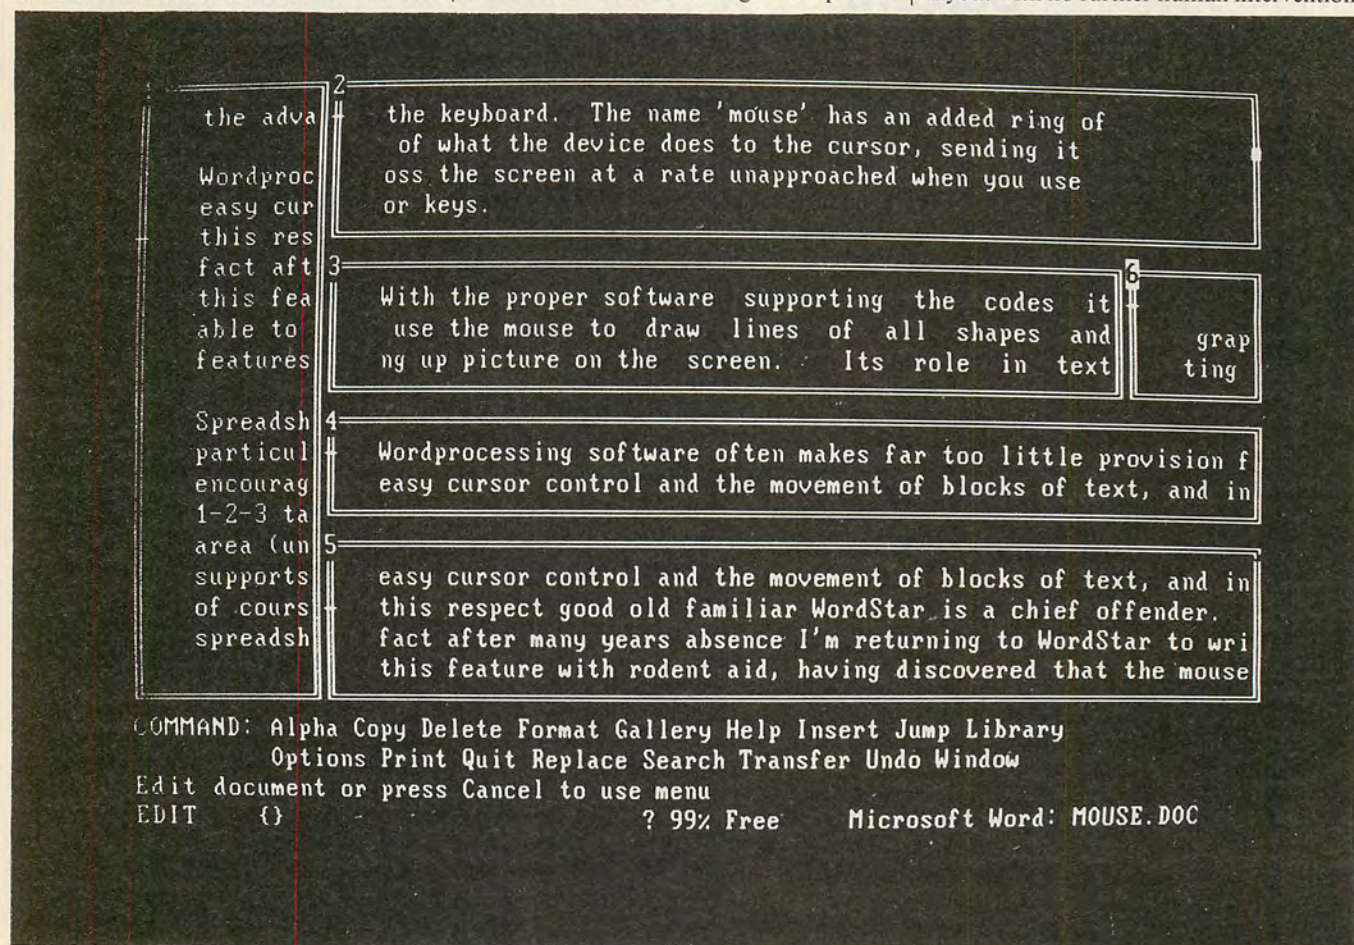 2
the adva
Wordproc
easy cur
this res
fact aft
this fea
able to
features
Spreadsh
particul
encourag
1-2-3 ta
area (un
supports
of cours
spreadsh
the keyboard. The name 'mouse' has an added ring of
of what the device does to the cursor, sending it
oss the screen at a rate unapproached when you use
or keys.
3
With the proper software supporting the codes it
use the mouse to draw lines of all shapes and
ng up picture on the screen. Its role in text
6
grap
ting
4
Wordprocessing software often makes far too little provision f
easy cursor control and the movement of blocks of text, and in
5
easy cursor control and the movement of blocks of text, and in
this respect good old familiar WordStar is a chief offender.
fact after many years absence I'm returning to WordStar to wri
this feature with rodent aid, having discovered that the mouse
COMMAND: Alpha Copy Delete Format Gallery Help Insert Jump Library
Options Print Quit Replace Search Transfer Undo Window
Edit document or press Cancel to use menu
EDIT {} ? 99% Free Microsoft Word: MOUSE.DOC